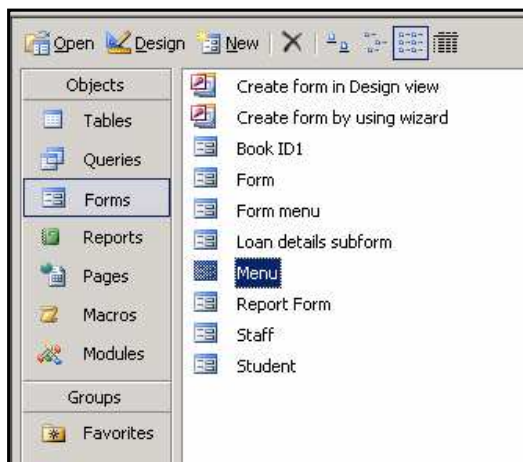 Open Design New
Objects
Tables
Queries
Forms
Reports
Pages
Macros
Modules
Groups
Favorites
Create form in Design view
Create form by using wizard
Book ID1
Form
Form menu
Loan details subform
Menu
Report Form
Staff
Student